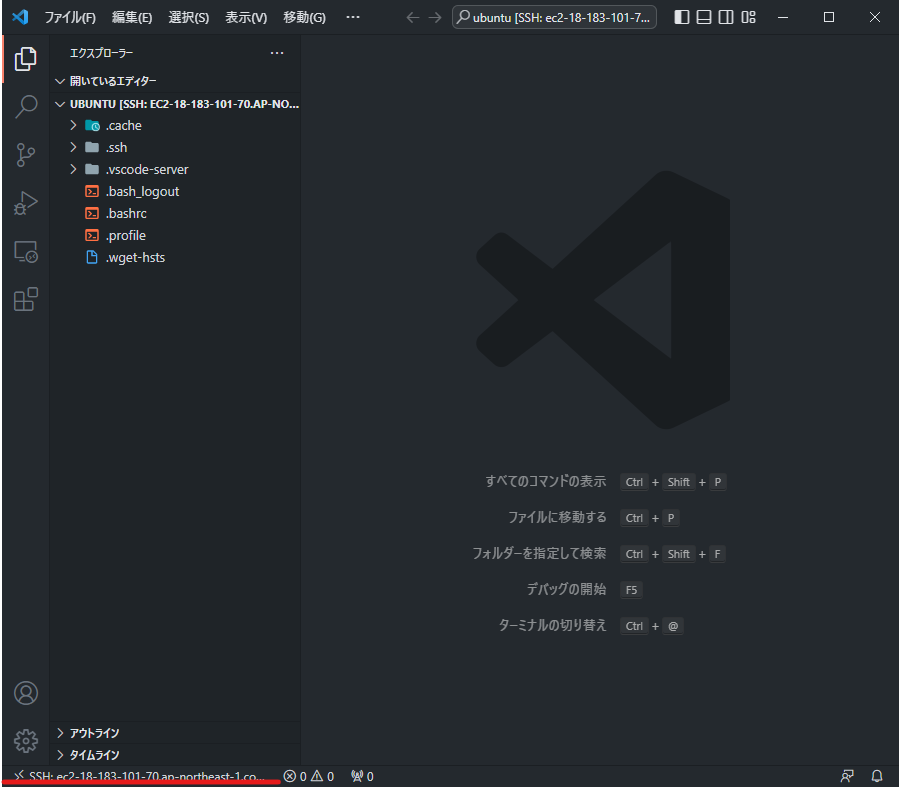 ファイル(F) 編集(E) 選択(S) 表示(V) 移動(G) ··· ubuntu [SSH: ec2-18-183-101-7...
エクスプローラー ···
開いているエディター
UBUNTU [SSH: EC2-18-183-101-70.AP-NO...
.cache
.ssh
.vscode-server
.bash_logout
.bashrc
.profile
.wget-hsts
すべてのコマンドの表示 Ctrl + Shift + P
ファイルに移動する Ctrl + P
フォルダーを指定して検索 Ctrl + Shift + F
デバッグの開始 F5
ターミナルの切り替え Ctrl + @
アウトライン
タイムライン
SSH: ec2-18-183-101-70.ap-northeast-1.co... 0 0 0